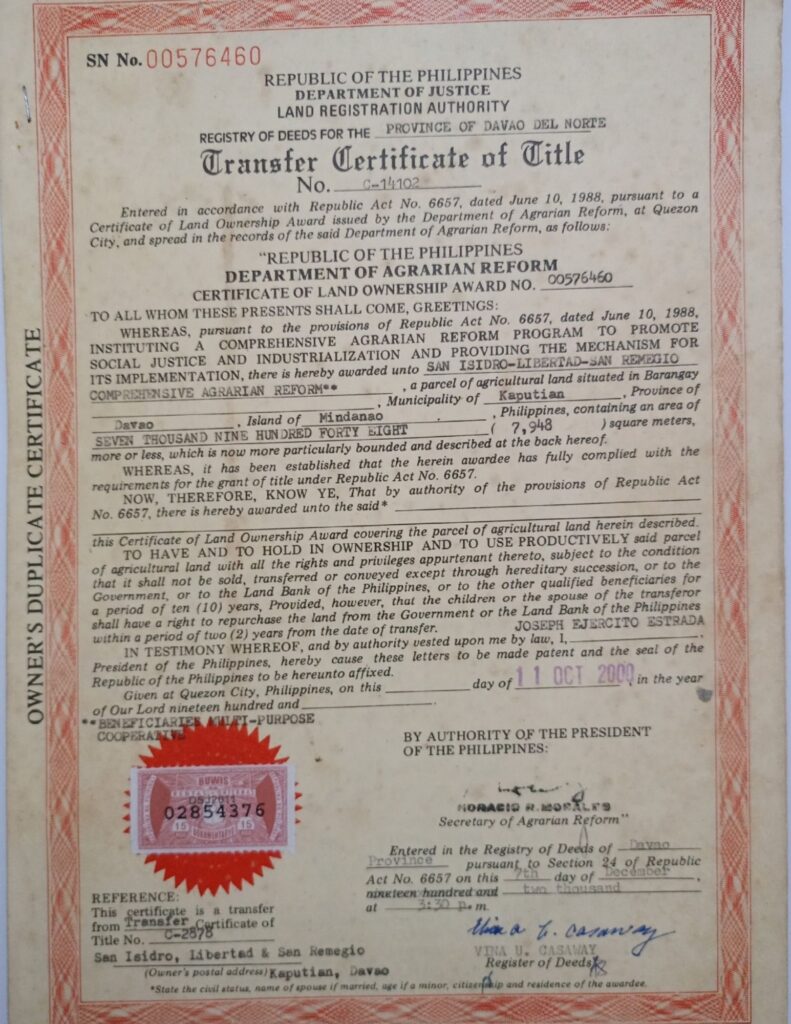 SN No. 00576460
REPUBLIC OF THE PHILIPPINES
DEPARTMENT OF JUSTICE
LAND REGISTRATION AUTHORITY
REGISTRY OF DEEDS FOR THE PROVINCE OF DAVAO DEL NORTE
Transfer Certificate of Title
No. C-14102
Entered in accordance with Republic Act No. 6657, dated June 10, 1988, pursuant to a
Certificate of Land Ownership Award issued by the Department of Agrarian Reform, at Quezon
City, and spread in the records of the said Department of Agrarian Reform, as follows:
"REPUBLIC OF THE PHILIPPINES
DEPARTMENT OF AGRARIAN REFORM
CERTIFICATE OF LAND OWNERSHIP AWARD NO. 00576460
TO ALL WHOM THESE PRESENTS SHALL COME, GREETINGS:
WHEREAS, pursuant to the provisions of Republic Act No. 6657, dated June 10, 1988,
INSTITUTING A COMPREHENSIVE AGRARIAN REFORM PROGRAM TO PROMOTE
SOCIAL JUSTICE AND INDUSTRIALIZATION AND PROVIDING THE MECHANISM FOR
ITS IMPLEMENTATION, there is hereby awarded unto SAN ISIDRO-LIBERTAD-SAN REMEGIO
COMPREHENSIVE AGRARIAN REFORM** , a parcel of agricultural land situated in Barangay
, Municipality of Kaputian , Province of
Davao , Island of Mindanao , Philippines, containing an area of
SEVEN THOUSAND NINE HUNDRED FORTY EIGHT ( 7,948 ) square meters,
more or less, which is now more particularly bounded and described at the back hereof.
WHEREAS, it has been established that the herein awardee has fully complied with the
requirements for the grant of title under Republic Act No. 6657.
NOW, THEREFORE, KNOW YE, That by authority of the provisions of Republic Act
No. 6657, there is hereby awarded unto the said*
this Certificate of Land Ownership Award covering the parcel of agricultural land herein described.
TO HAVE AND TO HOLD IN OWNERSHIP AND TO USE PRODUCTIVELY said parcel
of agricultural land with all the rights and privileges appurtenant thereto, subject to the condition
that it shall not be sold, transferred or conveyed except through hereditary succession, or to the
Government, or to the Land Bank of the Philippines, or to the other qualified beneficiaries for
a period of ten (10) years, Provided, however, that the children or the spouse of the transferor
shall have a right to repurchase the land from the Government or the Land Bank of the Philippines
within a period of two (2) years from the date of transfer. JOSEPH EJERCITO ESTRADA
IN TESTIMONY WHEREOF, and by authority vested upon me by law, I,
President of the Philippines, hereby cause these letters to be made patent and the seal of the
Republic of the Philippines to be hereunto affixed.
Given at Quezon City, Philippines, on this day of 11 OCT 2000, in the year
of Our Lord nineteen hundred and .
**BENEFICIARIES MULTI-PURPOSE
COOPERATIVE
BY AUTHORITY OF THE PRESIDENT
OF THE PHILIPPINES:
BUWIS
02854376
15 15
HORACIO R. MORALES
Secretary of Agrarian Reform"
Entered in the Registry of Deeds of Davao
Province pursuant to Section 24 of Republic
Act No. 6657 on this 7th day of December ,
nineteen hundred and two thousand
at 3:30 p.m.
Vina U. Casaway
VINA U. CASAWAY
Register of Deeds
REFERENCE:
This certificate is a transfer
from Transfer Certificate of
Title No. C-2878
San Isidro, Libertad & San Remegio
(Owner's postal address) Kaputian, Davao
*State the civil status, name of spouse if married, age if a minor, citizenship and residence of the awardee.
OWNER'S DUPLICATE CERTIFICATE